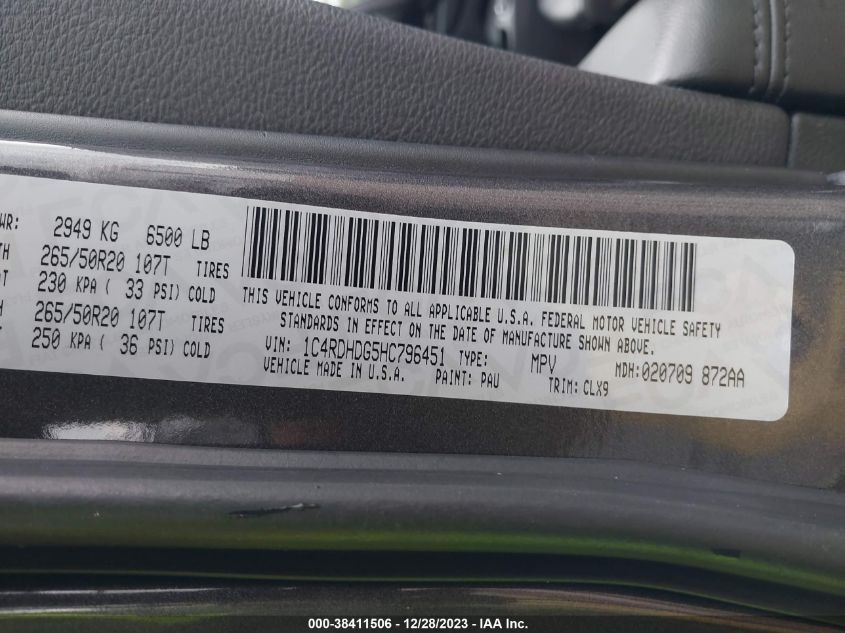 WR: 2949 KG 6500 LB
TH 265/50R20 107T TIRES
230 KPA ( 33 PSI) COLD
265/50R20 107T TIRES
250 KPA ( 36 PSI) COLD
THIS VEHICLE CONFORMS TO ALL APPLICABLE U.S.A. FEDERAL MOTOR VEHICLE SAFETY
STANDARDS IN EFFECT ON THE DATE OF MANUFACTURE SHOWN ABOVE.
VIN: 1C4RDHDG5HC796451 TYPE: MPV MDH:020709 872AA
VEHICLE MADE IN U.S.A. PAINT: PAU TRIM: CLX9
000-38411506 - 12/28/2023 - IAA Inc.